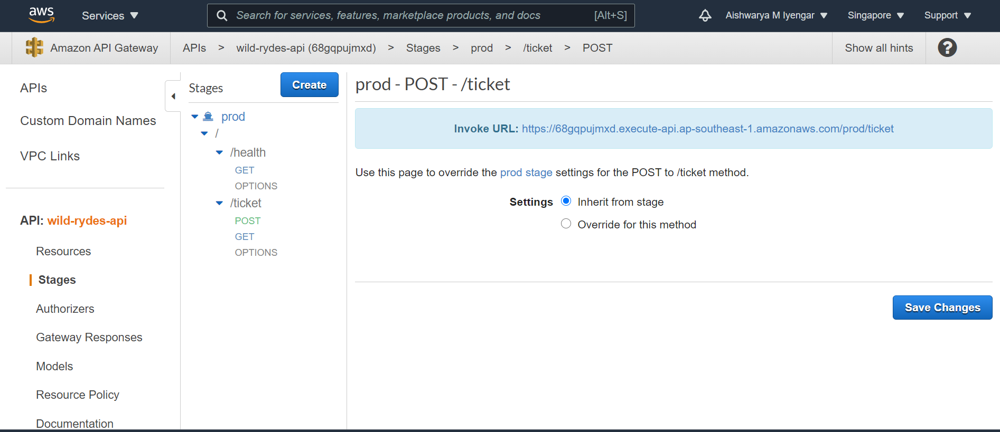 aws
Services
Search for services, features, marketplace products, and docs [Alt+S]
Aishwarya M Iyengar
Singapore
Support
Amazon API Gateway
APIs > wild-rydes-api (68gqpujmxd) > Stages > prod > /ticket > POST
Show all hints
?
APIs
Custom Domain Names
VPC Links
API: wild-rydes-api
Resources
Stages
Authorizers
Gateway Responses
Models
Resource Policy
Documentation
Stages
Create
prod
/
/health
GET
OPTIONS
/ticket
POST
GET
OPTIONS
prod - POST - /ticket
Invoke URL: https://68gqpujmxd.execute-api.ap-southeast-1.amazonaws.com/prod/ticket
Use this page to override the prod stage settings for the POST to /ticket method.
Settings
Inherit from stage
Override for this method
Save Changes